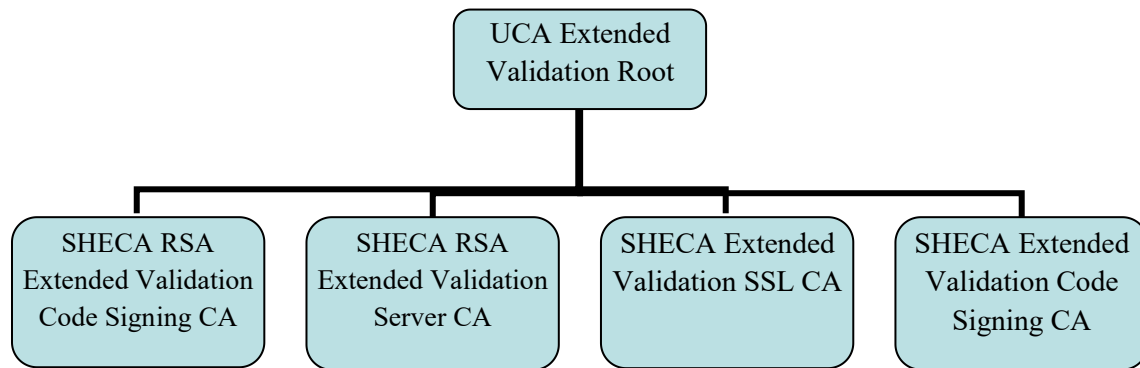 UCA Extended
Validation Root
SHECA RSA
Extended Validation
Code Signing CA
SHECA RSA
Extended Validation
Server CA
SHECA Extended
Validation SSL CA
SHECA Extended
Validation Code
Signing CA